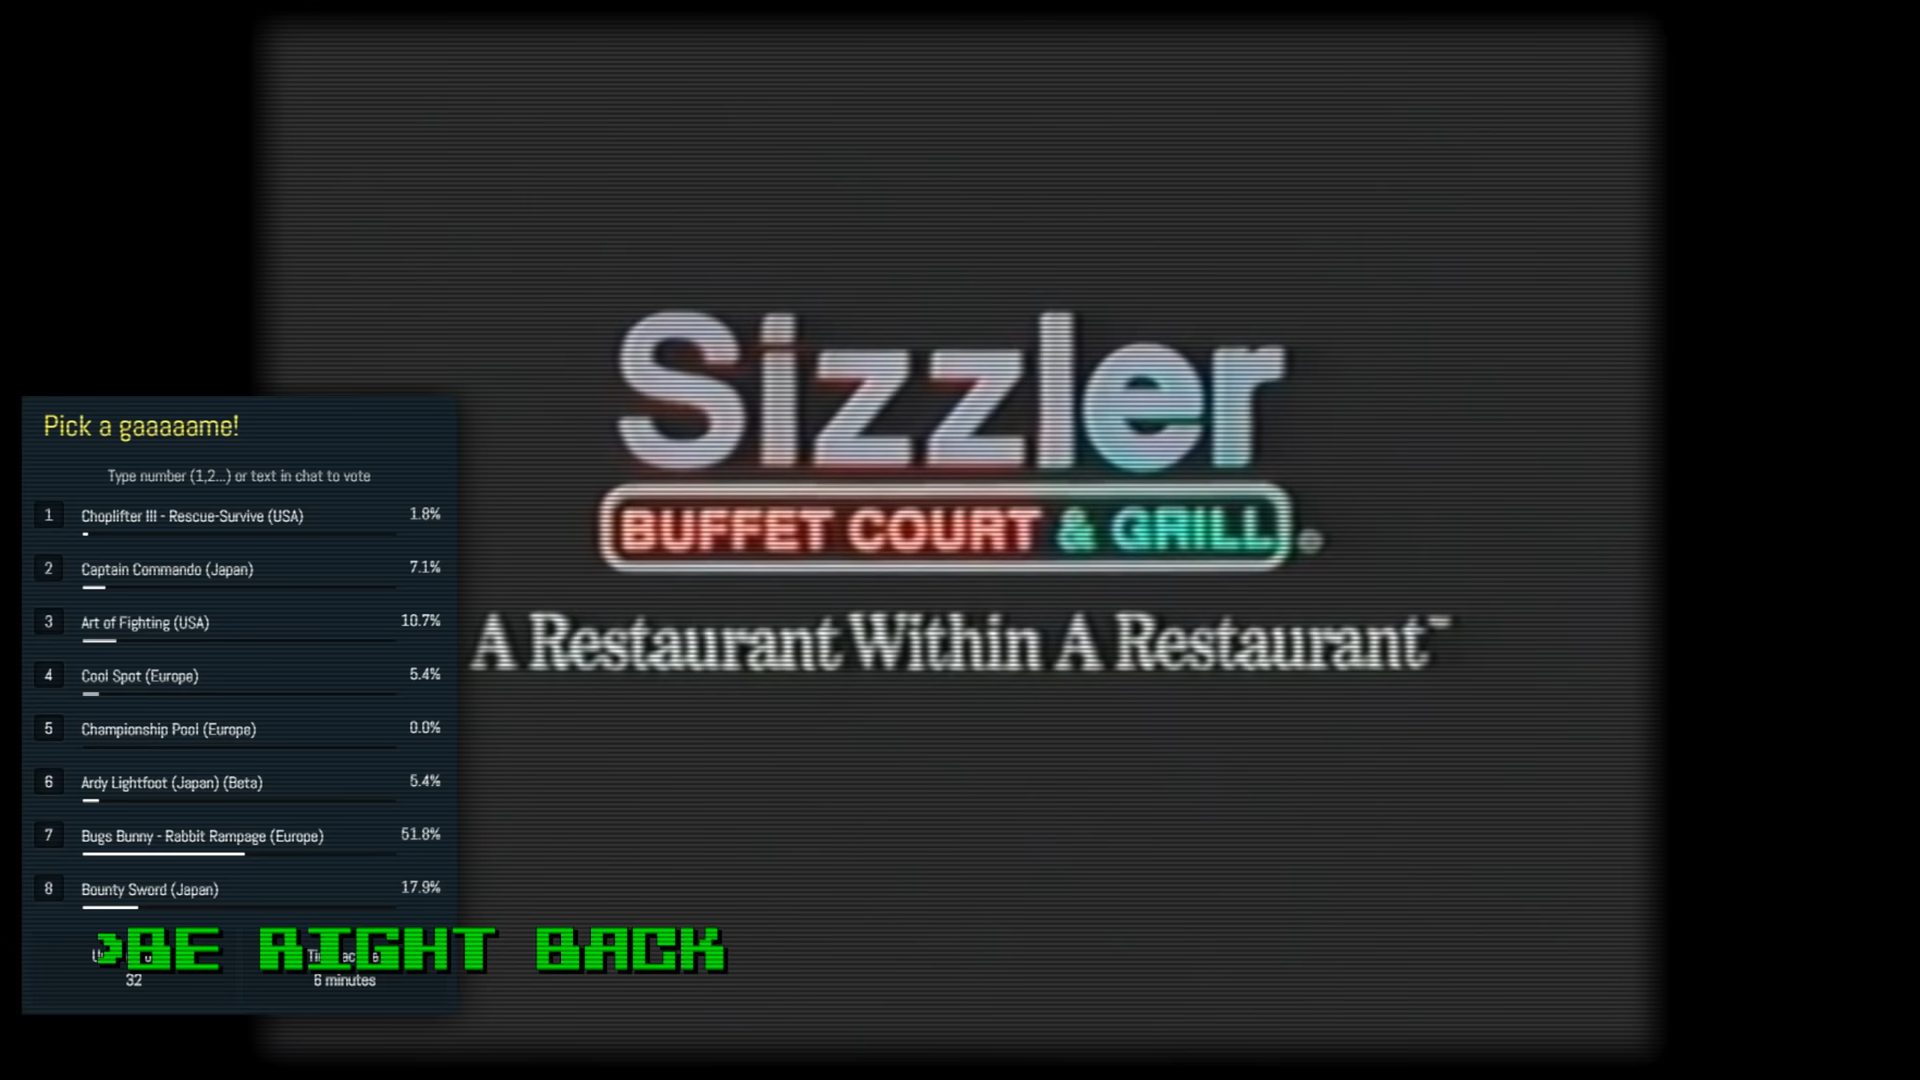 Sizzler
BUFFET COURT & GRILL
A Restaurant Within A Restaurant™
Pick a gaaaaame!
Type number (1,2...) or text in chat to vote
1 Choplifter III - Rescue-Survive (USA) 1.8%
2 Captain Commando (Japan) 7.1%
3 Art of Fighting (USA) 10.7%
4 Cool Spot (Europe) 5.4%
5 Championship Pool (Europe) 0.0%
6 Ardy Lightfoot (Japan) (Beta) 5.4%
7 Bugs Bunny - Rabbit Rampage (Europe) 51.8%
8 Bounty Sword (Japan) 17.9%
>BE RIGHT BACK
32 6 minutes